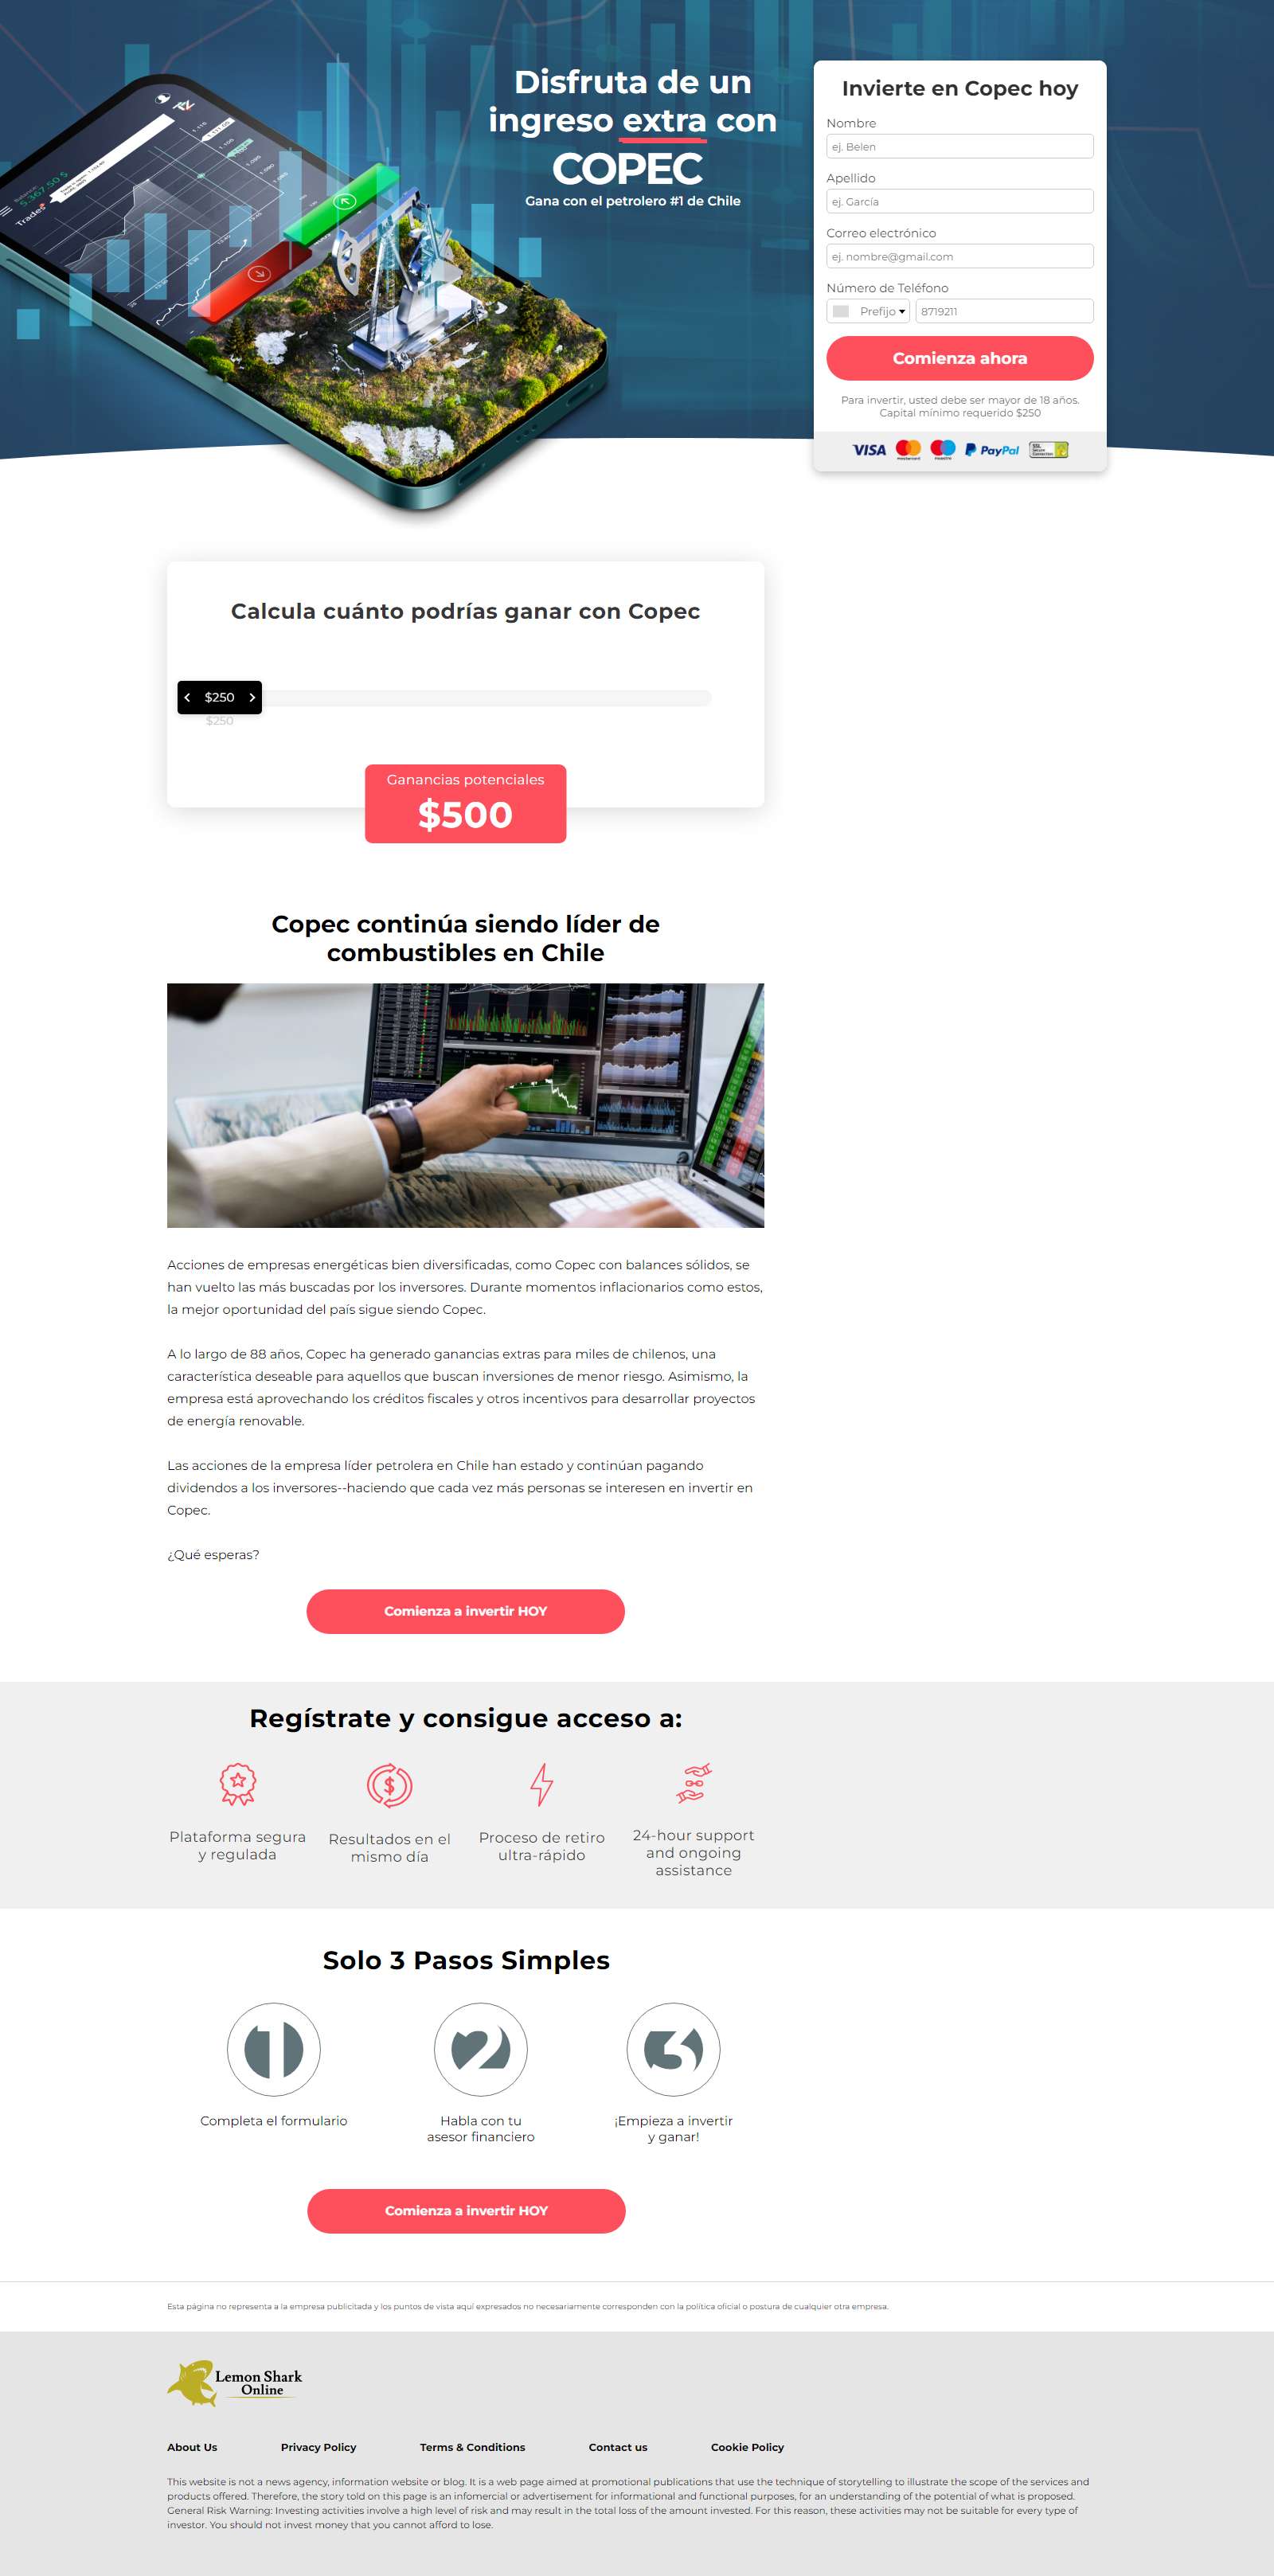 Disfruta de un
ingreso extra con
COPEC
Gana con el petrolero #1 de Chile
Trades
1.116
1.100
1.095
1.090
Invierte en Copec hoy
Nombre
ej. Belen
Apellido
ej. García
Correo electrónico
ej. nombre@gmail.com
Número de Teléfono
Prefijo
8719211
Comienza ahora
Para invertir, usted debe ser mayor de 18 años.
Capital mínimo requerido $250
VISA
mastercard
maestro
PayPal
SSL
Secure
Connection
Calcula cuánto podrías ganar con Copec
$250
$250
Ganancias potenciales
$500
Copec continúa siendo líder de
combustibles en Chile
Acciones de empresas energéticas bien diversificadas, como Copec con balances sólidos, se
han vuelto las más buscadas por los inversores. Durante momentos inflacionarios como estos,
la mejor oportunidad del país sigue siendo Copec.
A lo largo de 88 años, Copec ha generado ganancias extras para miles de chilenos, una
característica deseable para aquellos que buscan inversiones de menor riesgo. Asimismo, la
empresa está aprovechando los créditos fiscales y otros incentivos para desarrollar proyectos
de energía renovable.
Las acciones de la empresa líder petrolera en Chile han estado y continúan pagando
dividendos a los inversores--haciendo que cada vez más personas se interesen en invertir en
Copec.
¿Qué esperas?
Comienza a invertir HOY
Regístrate y consigue acceso a:
Plataforma segura
y regulada
Resultados en el
mismo día
Proceso de retiro
ultra-rápido
24-hour support
and ongoing
assistance
Solo 3 Pasos Simples
1
2
3
Completa el formulario
Habla con tu
asesor financiero
¡Empieza a invertir
y ganar!
Comienza a invertir HOY
Esta página no representa a la empresa publicitada y los puntos de vista aquí expresados no necesariamente corresponden con la política oficial o postura de cualquier otra empresa.
Lemon Shark
Online
About Us
Privacy Policy
Terms & Conditions
Contact us
Cookie Policy
This website is not a news agency, information website or blog. It is a web page aimed at promotional publications that use the technique of storytelling to illustrate the scope of the services and
products offered. Therefore, the story told on this page is an infomercial or advertisement for informational and functional purposes, for an understanding of the potential of what is proposed.
General Risk Warning: Investing activities involve a high level of risk and may result in the total loss of the amount invested. For this reason, these activities may not be suitable for every type of
investor. You should not invest money that you cannot afford to lose.